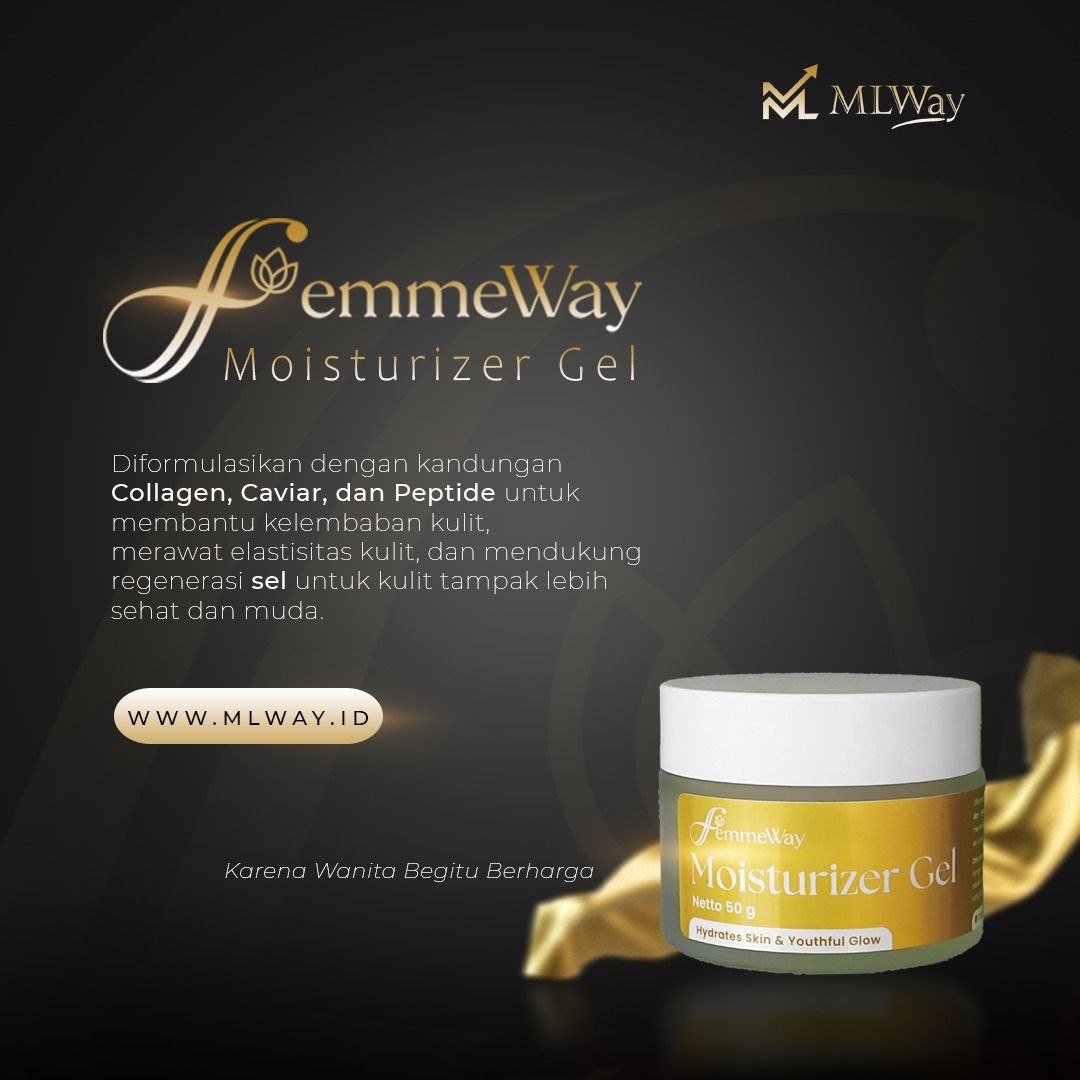 MLWay
FemmeWay
Moisturizer Gel
Diformulasikan dengan kandungan
Collagen, Caviar, dan Peptide untuk
membantu kelembaban kulit,
merawat elastisitas kulit, dan mendukung
regenerasi sel untuk kulit tampak lebih
sehat dan muda.
WWW.MLWAY.ID
Karena Wanita Begitu Berharga
FemmeWay
Moisturizer Gel
Netto 50 g
Hydrates Skin & Youthful Glow